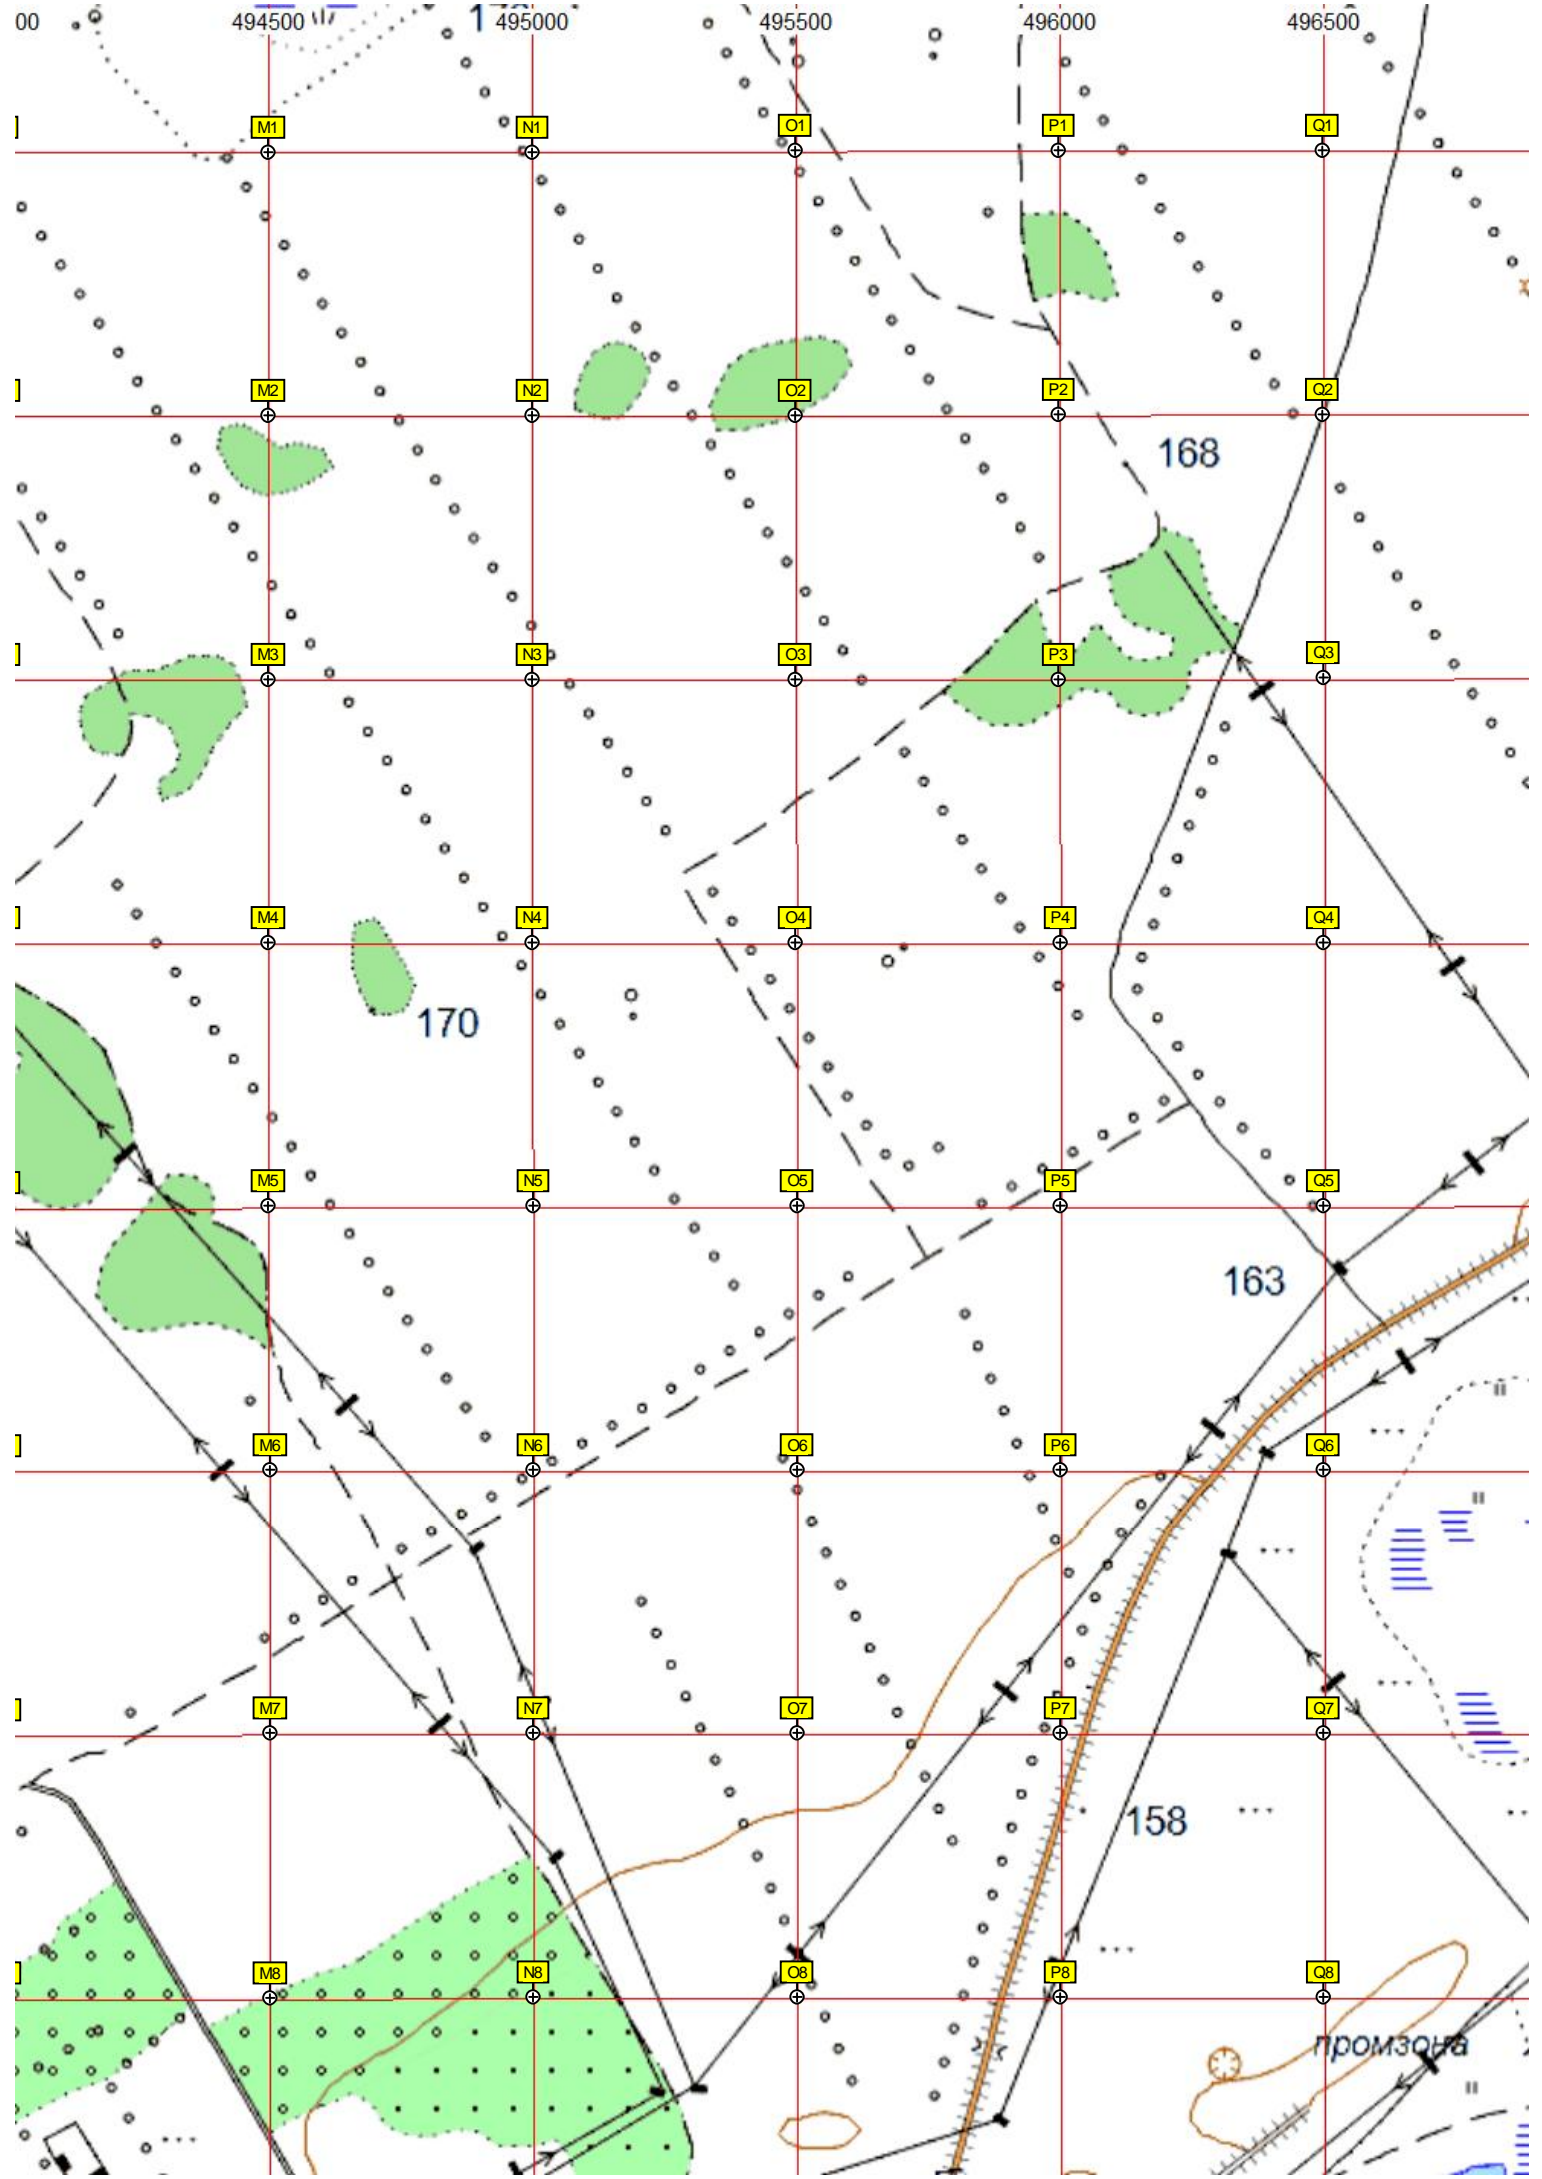 00 494500 495000 495500 496000 496500
M1 N1 O1 P1 Q1
M2 N2 O2 P2 Q2
168
M3 N3 O3 P3 Q3
M4 N4 O4 P4 Q4
170
M5 N5 O5 P5 Q5
163
M6 N6 O6 P6 Q6
M7 N7 O7 P7 Q7
158
M8 N8 O8 P8 Q8
промзона